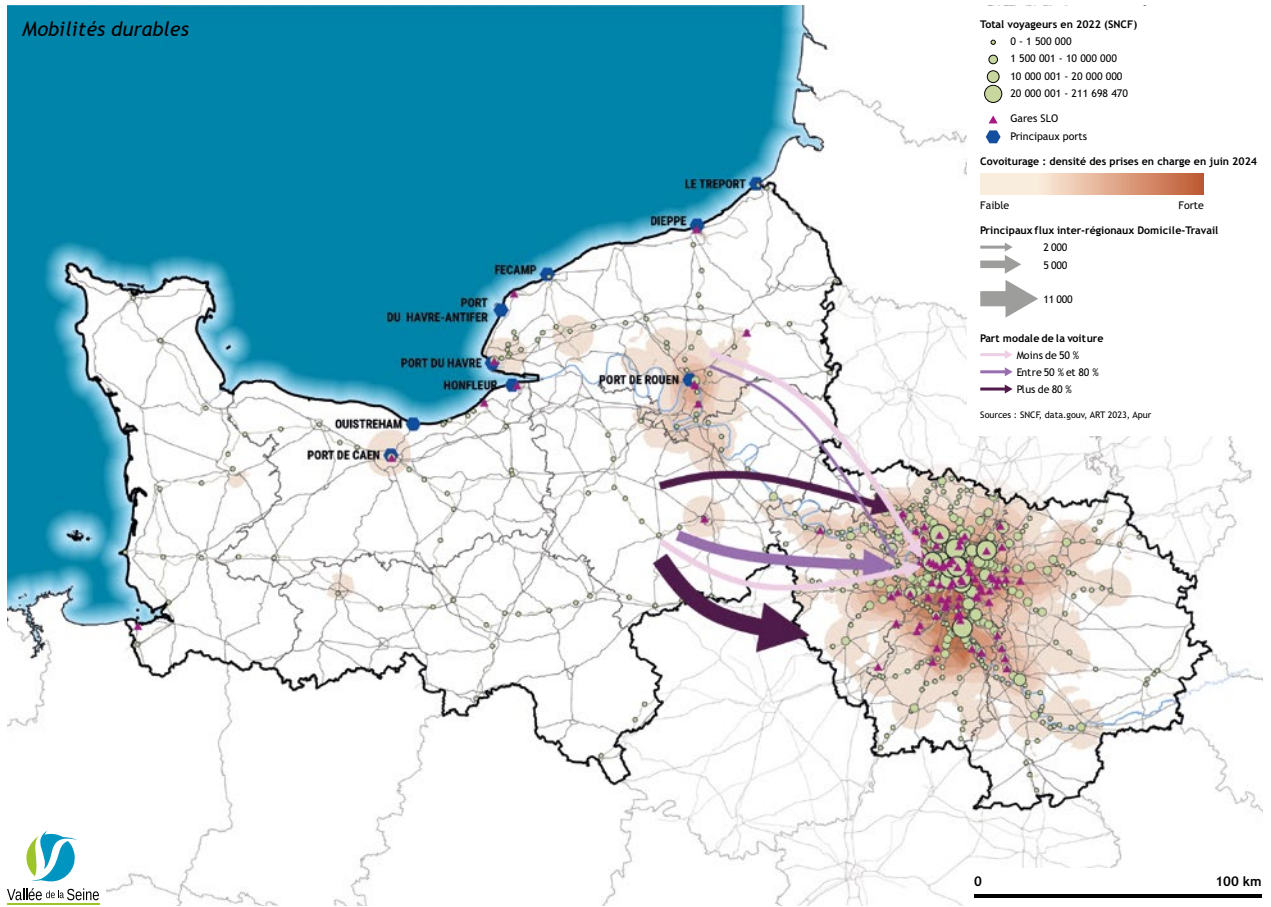 Mobilités durables
Total voyageurs en 2022 (SNCF)
0 - 1 500 000
1 500 001 - 10 000 000
10 000 001 - 20 000 000
20 000 001 - 211 698 470
Gares SLO
Principaux ports
Covoiturage : densité des prises en charge en juin 2024
Faible
Forte
Principaux flux inter-régionaux Domicile-Travail
2 000
5 000
11 000
Part modale de la voiture
Moins de 50 %
Entre 50 % et 80 %
Plus de 80 %
Sources : SNCF, data.gouv, ART 2023, Apur
LE TREPORT
DIEPPE
FECAMP
PORT
DU HAVRE-ANTIFER
PORT DU HAVRE
HONFLEUR
PORT DE ROUEN
OUISTREHAM
PORT DE CAEN
Vallée de la Seine
0
100 km